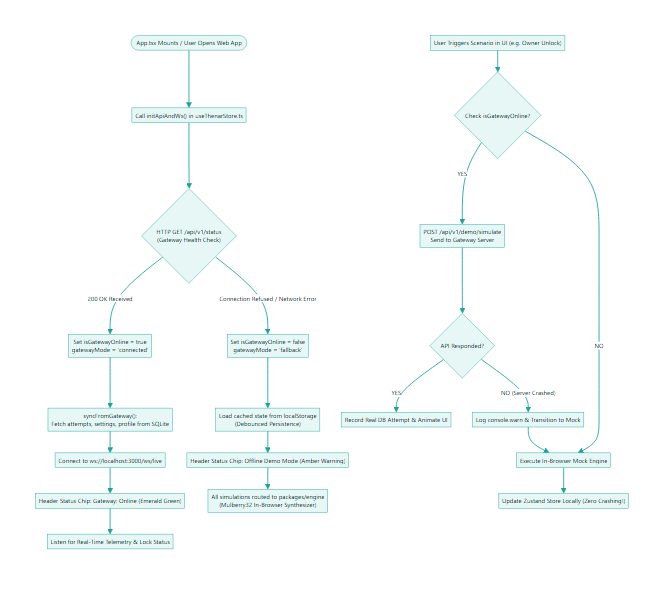 App.tsx Mounts / User Opens Web App
Call initApiAndWs() in useThenarStore.ts
HTTP GET /api/v1/status
(Gateway Health Check)
200 OK Received
Connection Refused / Network Error
Set isGatewayOnline = true
gatewayMode = 'connected'
Set isGatewayOnline = false
gatewayMode = 'fallback'
syncFromGateway():
Fetch attempts, settings, profile from SQLite
Load cached state from localStorage
(Debounced Persistence)
Connect to ws://localhost:3000/ws/live
Header Status Chip: Offline Demo Mode (Amber Warning)
Header Status Chip: Gateway: Online (Emerald Green)
All simulations routed to packages/engine
(Mulberry32 In-Browser Synthesizer)
Listen for Real-Time Telemetry & Lock Status
User Triggers Scenario in UI (e.g. Owner Unlock)
Check isGatewayOnline?
YES
POST /api/v1/demo/simulate
Send to Gateway Server
API Responded?
NO
YES
NO (Server Crashed)
Record Real DB Attempt & Animate UI
Log console.warn & Transition to Mock
Execute In-Browser Mock Engine
Update Zustand Store Locally (Zero Crashing!)